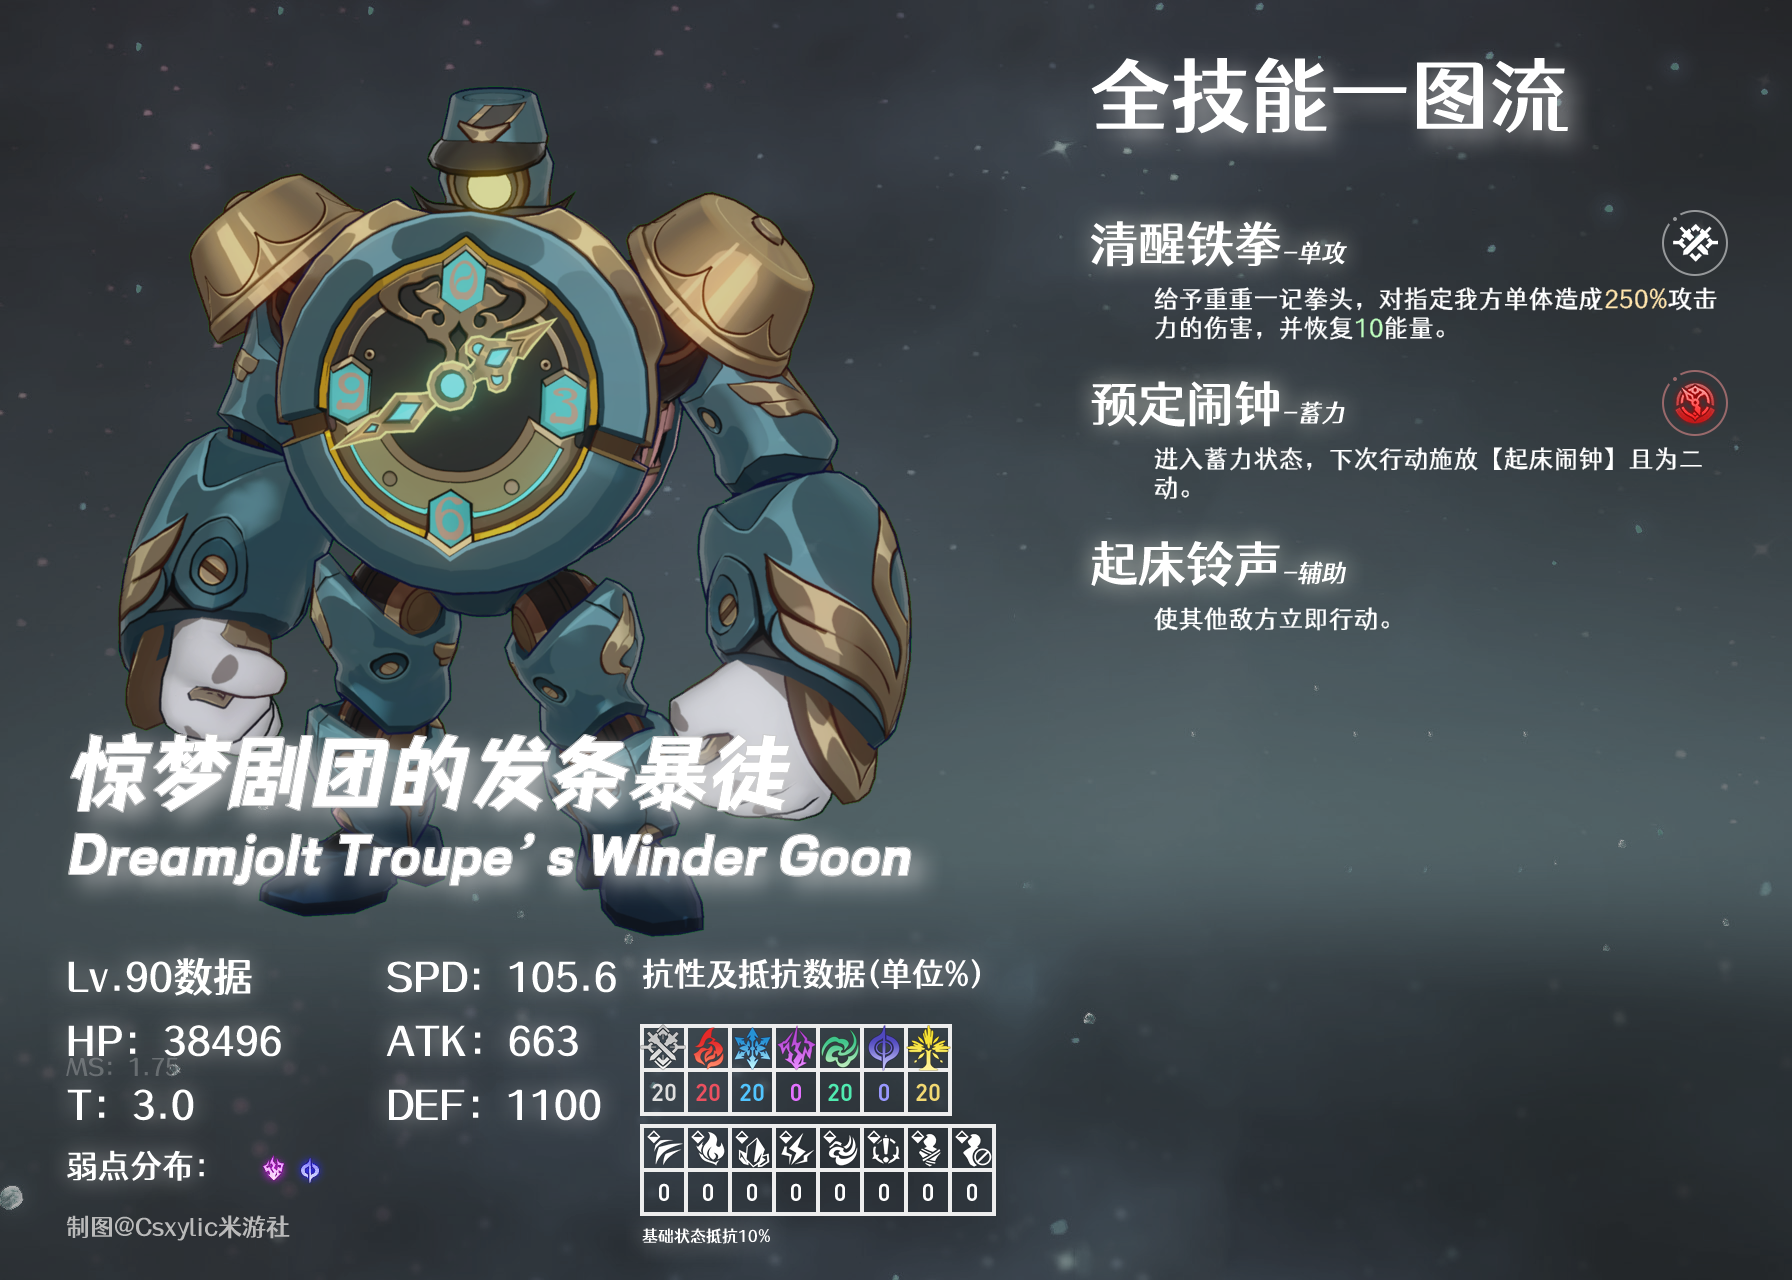 全技能一图流
清醒铁拳-单攻
给予重重一记拳头，对指定我方单体造成250%攻击
力的伤害，并恢复10能量。
预定闹钟-蓄力
进入蓄力状态，下次行动施放【起床闹钟】且为二
动。
起床铃声-辅助
使其他敌方立即行动。
0
9
3
6
惊梦剧团的发条暴徒
Dreamjolt Troupe’s Winder Goon
Lv.90数据
SPD：105.6
HP：38496
ATK：663
MS：1.75
T：3.0
DEF：1100
弱点分布：
制图@Csxylic米游社
抗性及抵抗数据(单位%)
20 20 20 0 20 0 20
0 0 0 0 0 0 0 0
基础状态抵抗10%